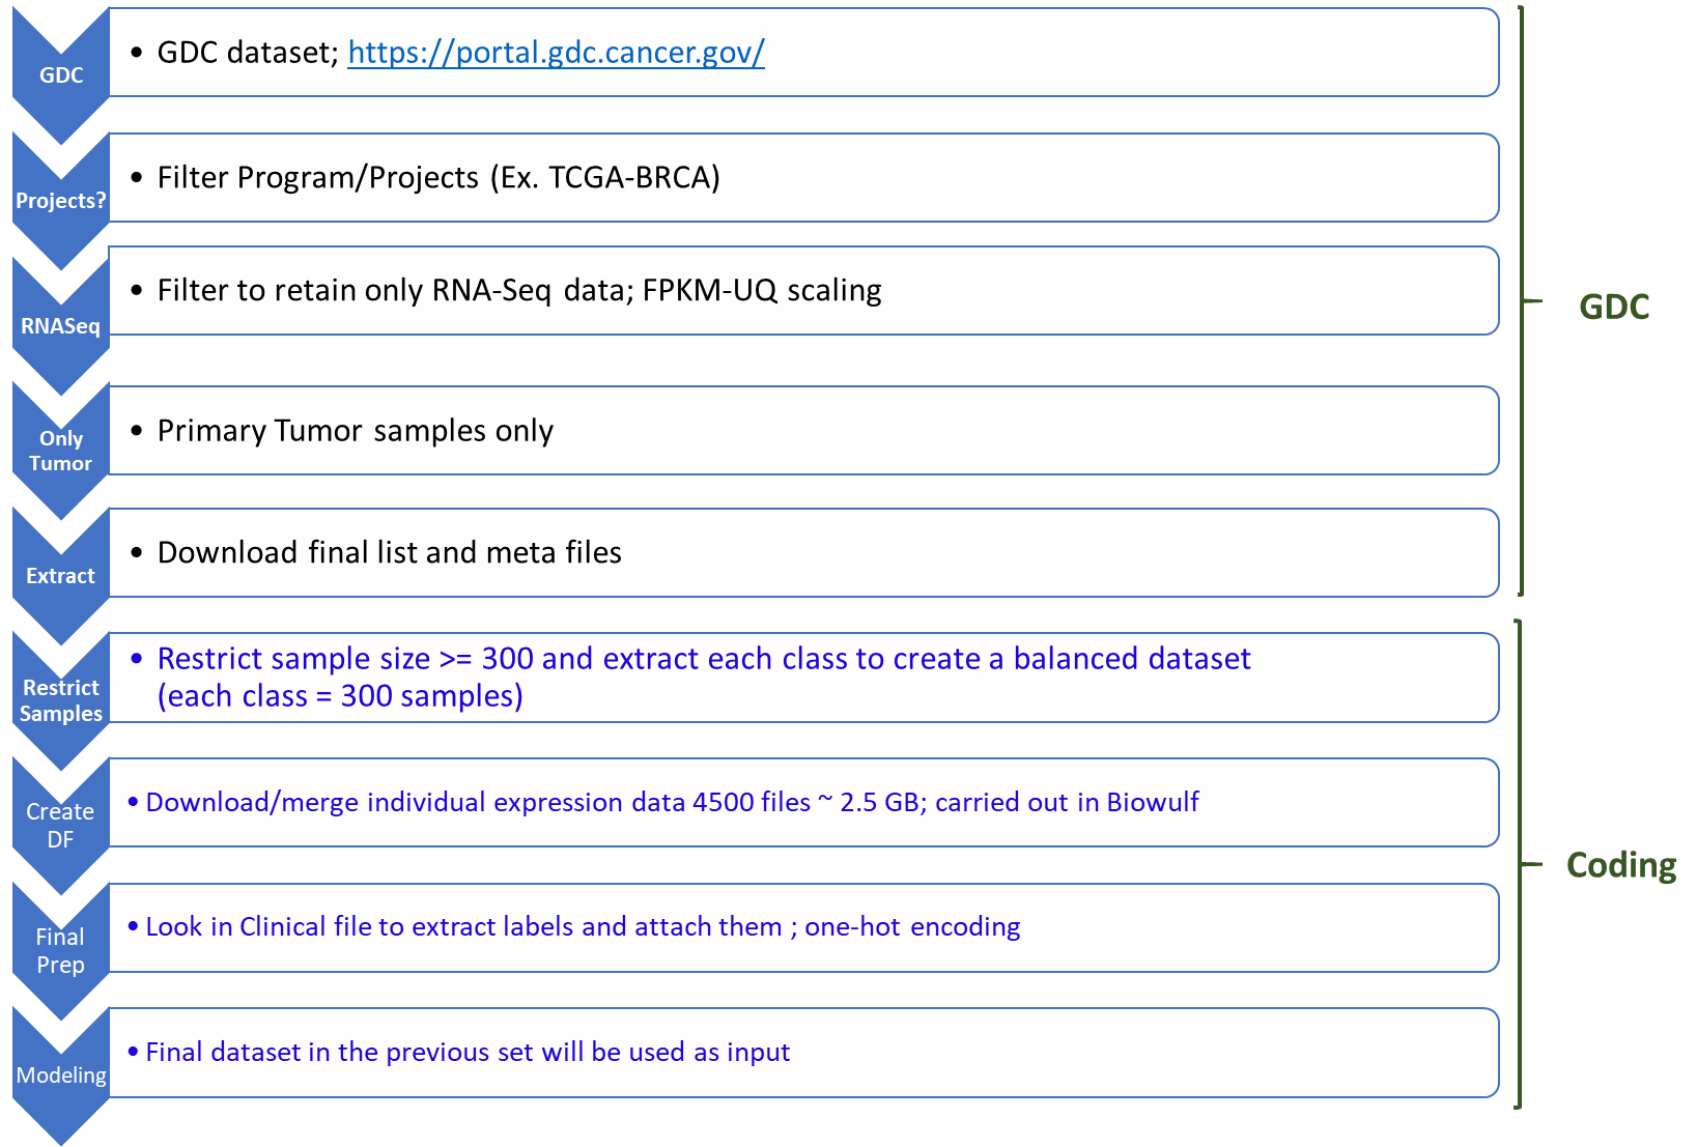 GDC
• GDC dataset; https://portal.gdc.cancer.gov/
Projects?
• Filter Program/Projects (Ex. TCGA-BRCA)
RNASeq
• Filter to retain only RNA-Seq data; FPKM-UQ scaling
Only
Tumor
• Primary Tumor samples only
Extract
• Download final list and meta files
GDC
Restrict
Samples
• Restrict sample size >= 300 and extract each class to create a balanced dataset
(each class = 300 samples)
Create
DF
• Download/merge individual expression data 4500 files ~ 2.5 GB; carried out in Biowulf
Final
Prep
• Look in Clinical file to extract labels and attach them ; one-hot encoding
Modeling
• Final dataset in the previous set will be used as input
Coding